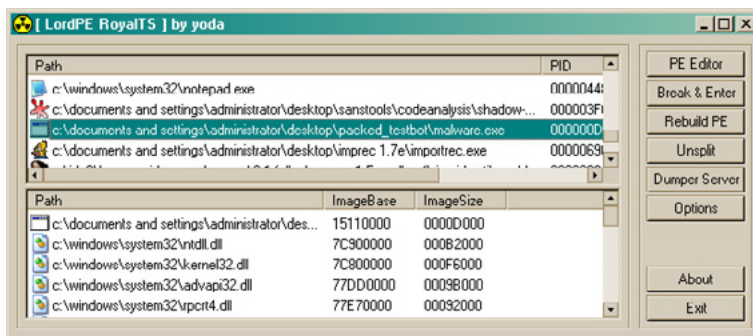 [ LordPE RoyalTS ] by yoda
Path PID
c:\windows\system32\notepad.exe 0000044
c:\documents and settings\administrator\desktop\sanstools\codeanalysis\shadow-... 000003F
c:\documents and settings\administrator\desktop\packed_testbot\malware.exe 000000D
c:\documents and settings\administrator\desktop\imprec 1.7e\importrec.exe 0000069
Path ImageBase ImageSize
c:\documents and settings\administrator\des... 15110000 0000D000
c:\windows\system32\ntdll.dll 7C900000 000B2000
c:\windows\system32\kernel32.dll 7C800000 000F6000
c:\windows\system32\advapi32.dll 77DD0000 0009B000
c:\windows\system32\rpcrt4.dll 77E70000 00092000
PE Editor
Break & Enter
Rebuild PE
Unsplit
Dumper Server
Options
About
Exit